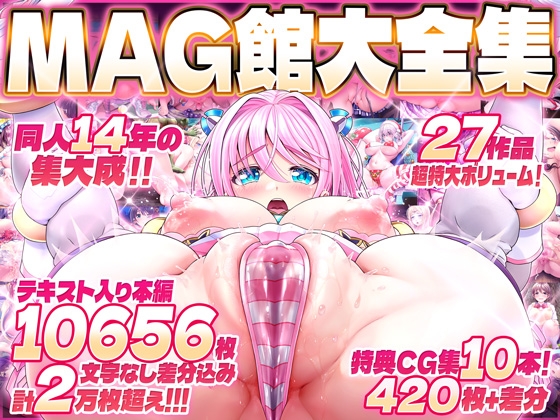 MAG館大全集
同人14年の
集大成!!
27作品
超特大ボリューム!
テキスト入り本編
10656枚
文字なし差分込み
計2万枚超え!!!
特典CG集10本!
420枚+差分